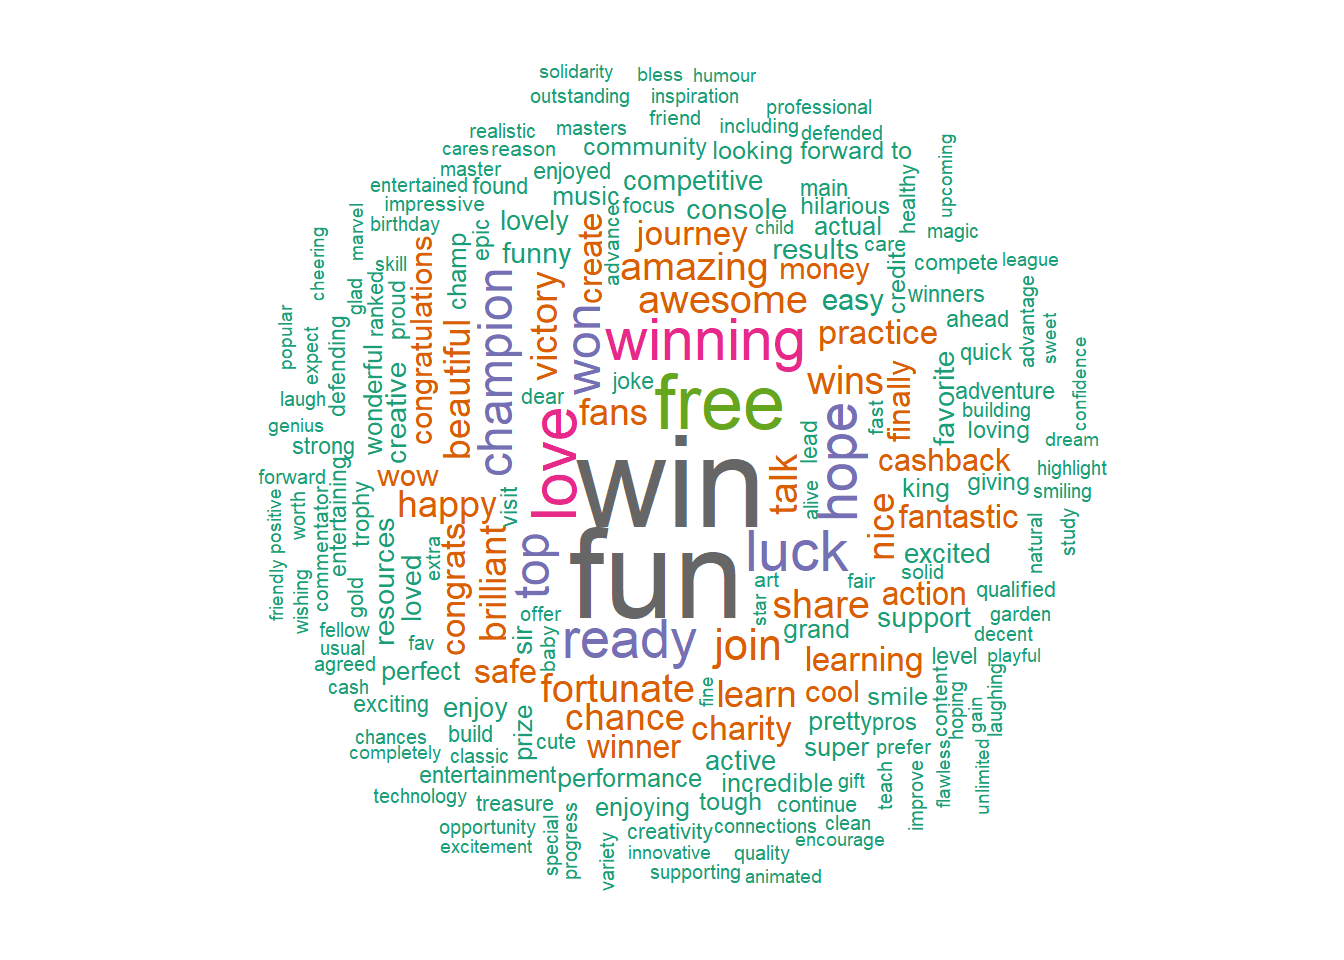 solidarity
bless
humour
outstanding
inspiration
professional
friend
including
defended
realistic
masters
cares
reason
community
looking forward to
master
enjoyed
entertained
found
competitive
main
healthy
upcoming
impressive
music
focus
console
hilarious
birthday
lovely
child
actual
magic
marvel
cheering
epic
funny
advance
create
journey
results
care
compete
league
skill
champ
congratulations
amazing
money
credits
winners
glad
ranked
proud
champion
victory
awesome
easy
ahead
advantage
sweet
popular
expect
defending
wonderful
creative
beautiful
won
winning
practice
quick
confidence
laugh
dear
joke
free
wins
finally
favorite
adventure
genius
fans
fast
building
strong
love
hope
lead
loving
dream
forward
wow
win
talk
cashback
giving
highlight
positive
worth
commentator
entertaining
trophy
happy
visit
alive
nice
king
smiling
friendly
wishing
gold
resources
loved
extra
congrats
brilliant
top
fun
luck
fantastic
excited
natural
study
art
fair
solid
qualified
fellow
fav
sir
offer
star
share
action
support
garden
usual
baby
ready
join
grand
decent
agreed
perfect
safe
learning
level
playful
cash
fortunate
fine
learn
cool
smile
content
hoping
gain
laughing
exciting
enjoy
chance
charity
pretty
pros
chances
build
prize
cute
winner
super
prefer
completely
classic
active
flawless
unlimited
entertainment
performance
incredible
gift
teach
improve
technology
treasure
enjoying
tough
continue
opportunity
special
progress
creativity
connections
clean
excitement
variety
innovative
quality
encourage
supporting
animated